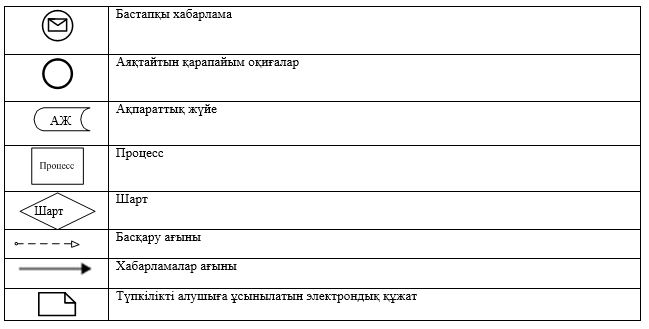 Бастапқы хабарлама
Аяқтайтын қарапайым оқиғалар
АЖ
Ақпараттық жүйе
Процесс
Процесс
Шарт
Шарт
Басқару ағыны
Хабарламалар ағыны
Түпкілікті алушыға ұсынылатын электрондық құжат